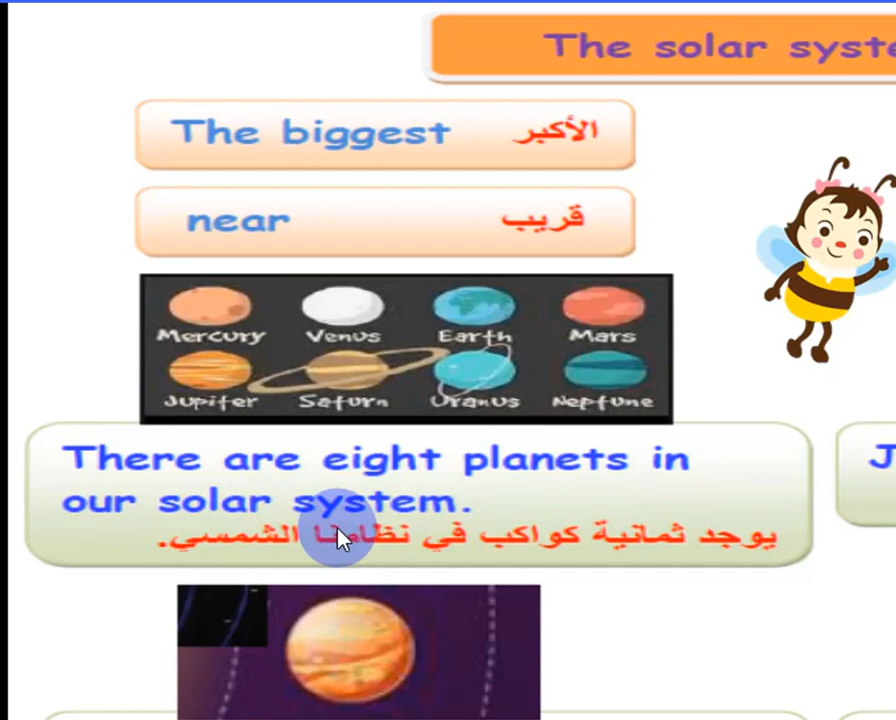 The solar syste
The biggest الأكبر
near قريب
Mercury Venus Earth Mars
Jupiter Saturn Uranus Neptune
There are eight planets in
our solar system.
يوجد ثمانية كواكب في نظامنا الشمسي.
J